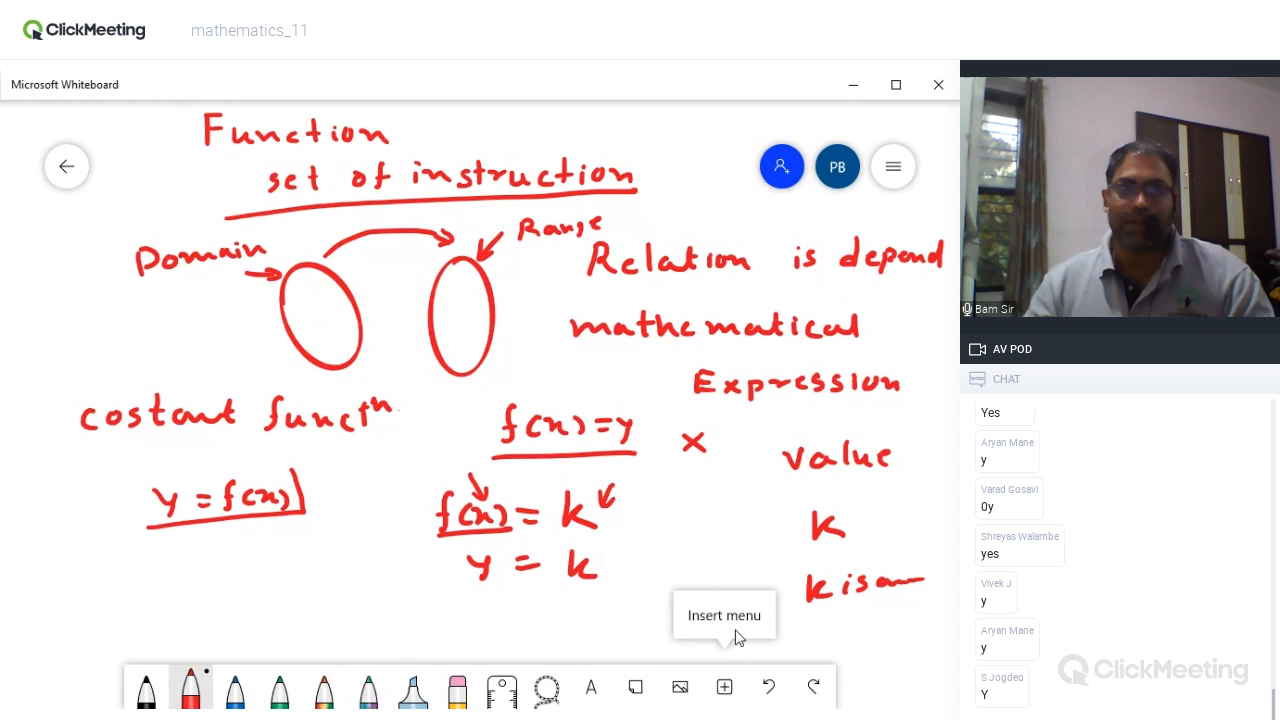 ClickMeeting
mathematics_11
Microsoft Whiteboard
Function
set of instruction
PB
Domain
Range
Relation is depend
mathematical
Expression
costant functn
f(x)=y
x
value
y = f(x)
f(x) = k
k
y = k
k is a
Insert menu
A
Bam Sir
AV POD
CHAT
Yes
Aryan Mane
y
Varad Gosavi
0y
Shreyas Walambe
yes
Vivek J
y
Aryan Mane
y
S Jogdeo
Y
ClickMeeting